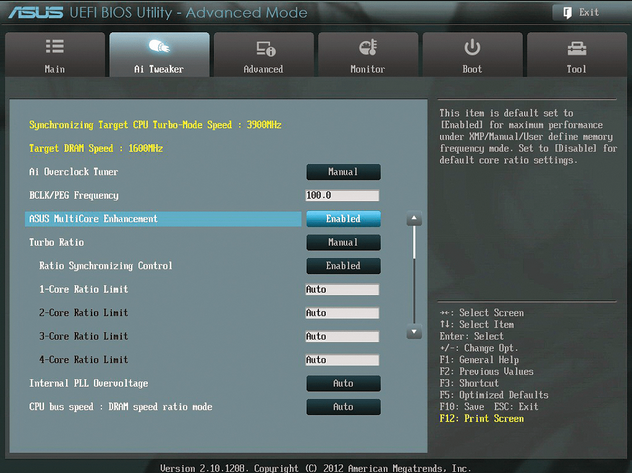 ASUS UEFI BIOS Utility - Advanced Mode
Exit
Main
Ai Tweaker
Advanced
Monitor
Boot
Tool
Synchronizing Target CPU Turbo-Mode Speed : 3900MHz
Target DRAM Speed : 1600MHz
Ai Overclock Tuner Manual
BCLK/PEG Frequency 100.0
ASUS MultiCore Enhancement Enabled
Turbo Ratio Manual
Ratio Synchronizing Control Enabled
1-Core Ratio Limit Auto
2-Core Ratio Limit Auto
3-Core Ratio Limit Auto
4-Core Ratio Limit Auto
Internal PLL Overvoltage Auto
CPU bus speed : DRAM speed ratio mode Auto
This item is default set to
[Enabled] for maximum performance
under XMP/Manual/User define memory
frequency mode. Set to [Disable] for
default core ratio settings.
→←: Select Screen
↑↓: Select Item
Enter: Select
+/-: Change Opt.
F1: General Help
F2: Previous Values
F3: Shortcut
F5: Optimized Defaults
F10: Save ESC: Exit
F12: Print Screen
Version 2.10.1208. Copyright (C) 2012 American Megatrends, Inc.